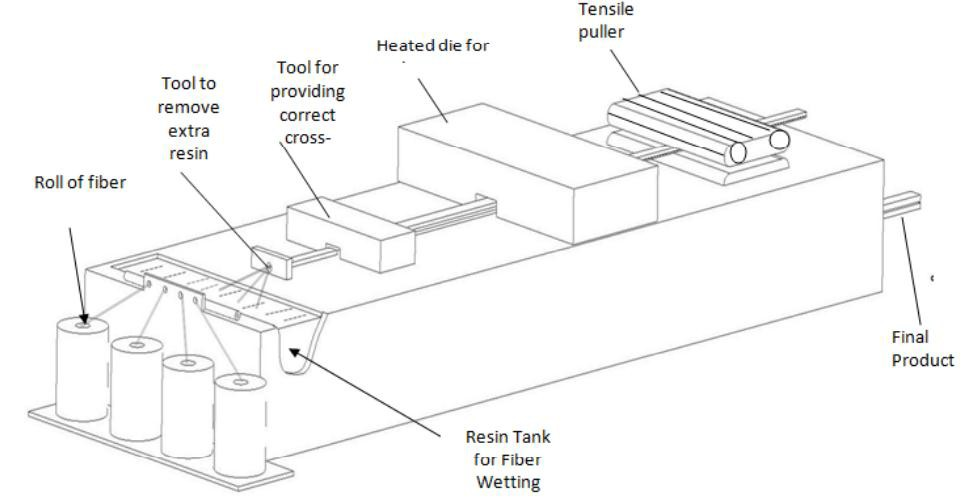 Tensile
puller
Heated die for
Tool for
providing
correct
cross-
Tool to
remove
extra
resin
Roll of fiber
Final
Product
Resin Tank
for Fiber
Wetting